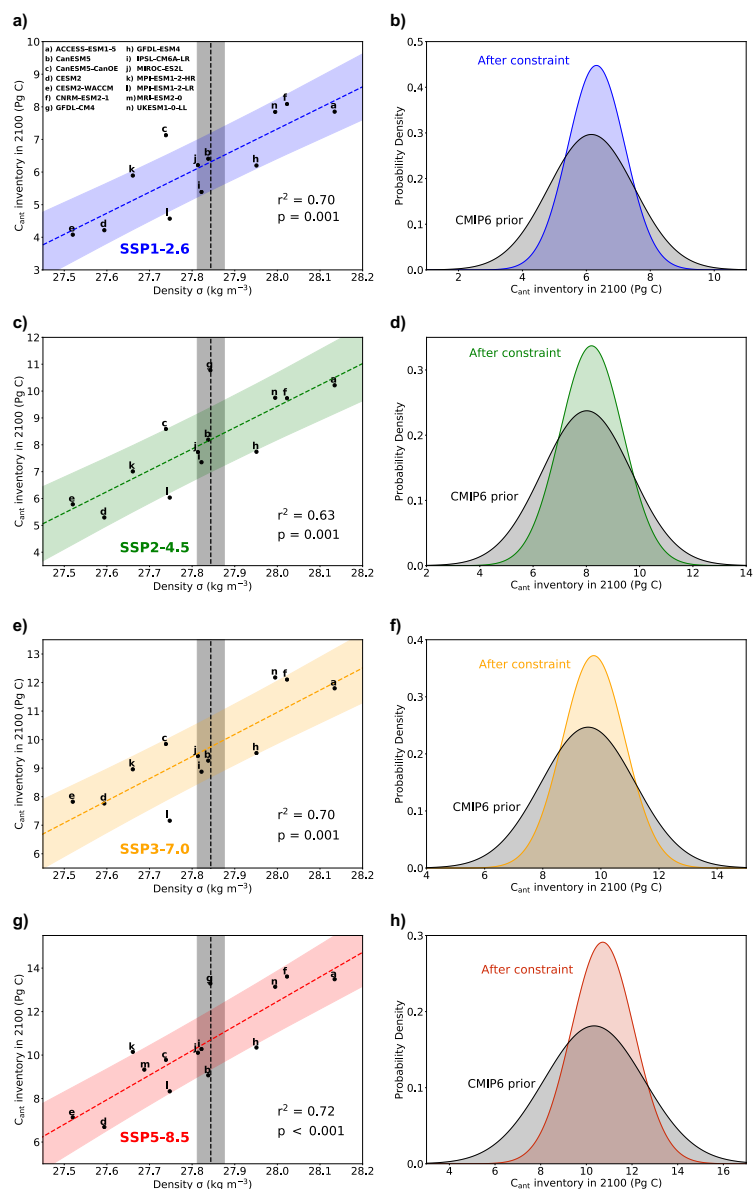 a)
C_ant inventory in 2100 (Pg C)
10
9
8
7
6
5
4
3
a) ACCESS-ESM1-5
b) CanESM5
c) CanESM5-CanOE
d) CESM2
e) CESM2-WACCM
f) CNRM-ESM2-1
g) GFDL-CM4
h) GFDL-ESM4
i) IPSL-CM6A-LR
j) MIROC-ES2L
k) MPI-ESM1-2-HR
l) MPI-ESM1-2-LR
m) MRI-ESM2-0
n) UKESM1-0-LL
e
d
k
c
l
j
i
b
h
n
f
a
r² = 0.70
p = 0.001
SSP1-2.6
27.5 27.6 27.7 27.8 27.9 28.0 28.1 28.2
Density σ (kg m⁻³)
b)
Probability Density
0.5
0.4
0.3
0.2
0.1
0.0
After constraint
CMIP6 prior
2 4 6 8 10
C_ant inventory in 2100 (Pg C)
c)
C_ant inventory in 2100 (Pg C)
12
11
10
9
8
7
6
5
4
e
d
k
c
l
j
i
b
g
h
n
f
a
r² = 0.63
p = 0.001
SSP2-4.5
27.5 27.6 27.7 27.8 27.9 28.0 28.1 28.2
Density σ (kg m⁻³)
d)
Probability Density
0.3
0.2
0.1
0.0
After constraint
CMIP6 prior
2 4 6 8 10 12 14
C_ant inventory in 2100 (Pg C)
e)
C_ant inventory in 2100 (Pg C)
13
12
11
10
9
8
7
6
e
d
k
c
l
j
i
b
h
n
f
a
r² = 0.70
p = 0.001
SSP3-7.0
27.5 27.6 27.7 27.8 27.9 28.0 28.1 28.2
Density σ (kg m⁻³)
f)
Probability Density
0.4
0.3
0.2
0.1
0.0
After constraint
CMIP6 prior
4 6 8 10 12 14
C_ant inventory in 2100 (Pg C)
g)
C_ant inventory in 2100 (Pg C)
14
12
10
8
6
e
d
k
m
c
l
j
i
b
g
h
n
f
a
r² = 0.72
p < 0.001
SSP5-8.5
27.5 27.6 27.7 27.8 27.9 28.0 28.1 28.2
Density σ (kg m⁻³)
h)
Probability Density
0.3
0.2
0.1
0.0
After constraint
CMIP6 prior
4 6 8 10 12 14 16
C_ant inventory in 2100 (Pg C)